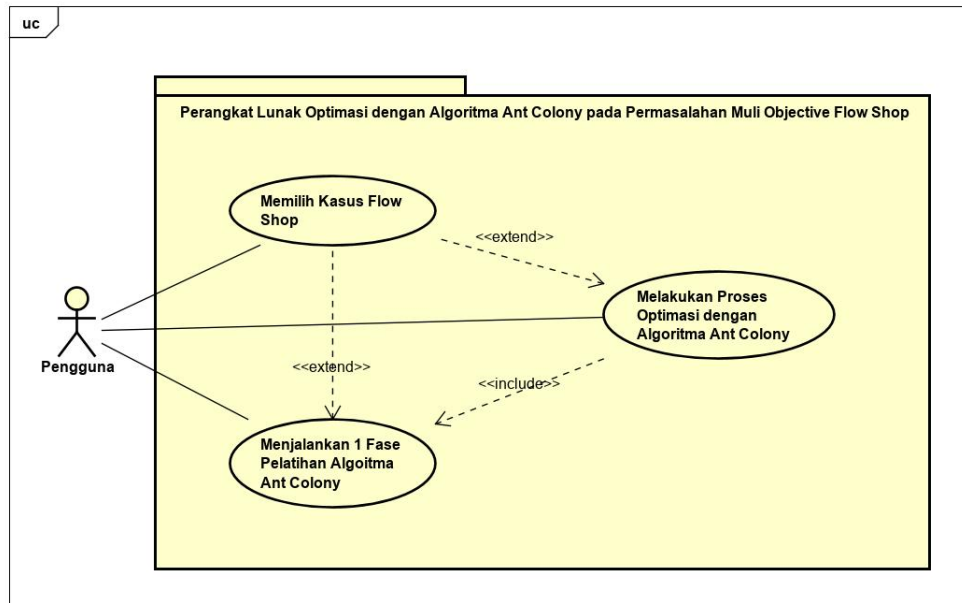 uc
Perangkat Lunak Optimasi dengan Algoritma Ant Colony pada Permasalahan Muli Objective Flow Shop
Memilih Kasus Flow
Shop
<<extend>>
Melakukan Proses
Optimasi dengan
Algoritma Ant Colony
Pengguna
<<extend>>
<<include>>
Menjalankan 1 Fase
Pelatihan Algoitma
Ant Colony